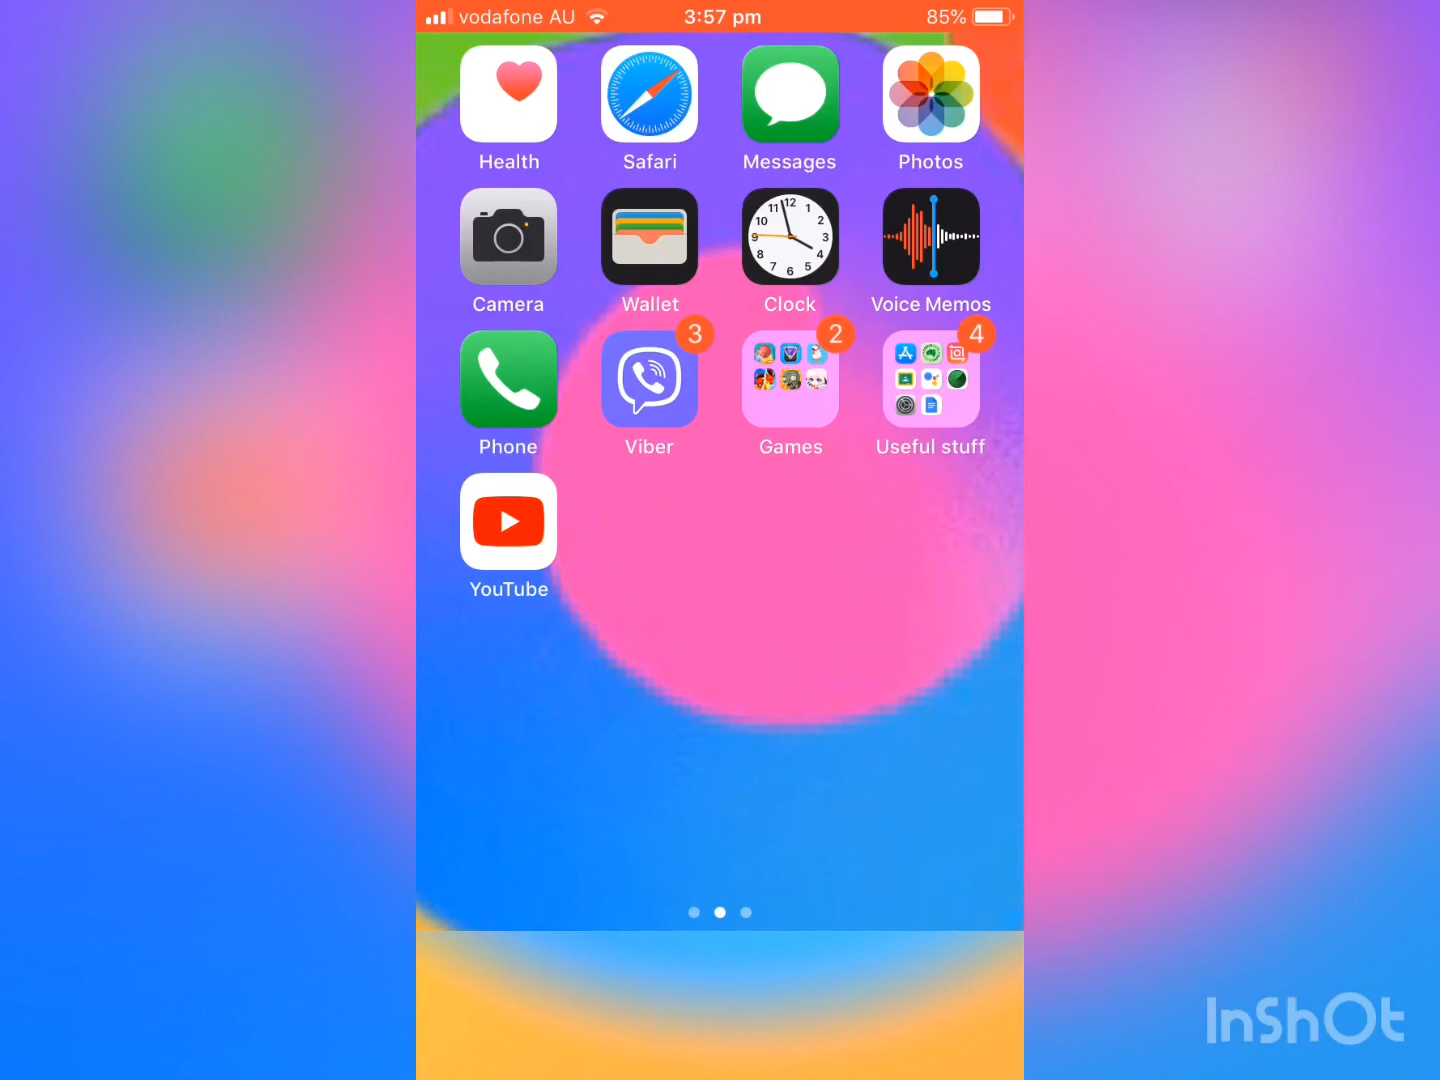 vodafone AU 3:57 pm 85%
Health Safari Messages Photos
Camera Wallet Clock Voice Memos
3 2 4
Phone Viber Games Useful stuff
YouTube
InShOt